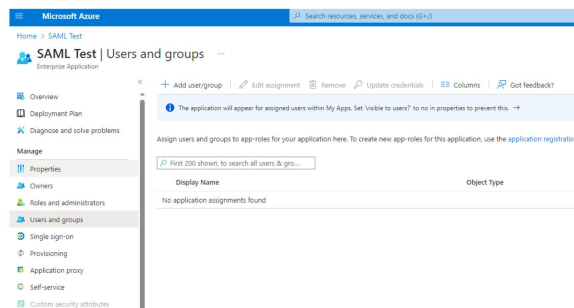 Microsoft Azure
Search resources, services, and docs (G+/)
Home > SAML Test
SAML Test | Users and groups ...
Enterprise Application
Overview
Deployment Plan
Diagnose and solve problems
Manage
Properties
Owners
Roles and administrators
Users and groups
Single sign-on
Provisioning
Application proxy
Self-service
Custom security attributes
+ Add user/group | Edit assignment Remove Update credentials | Columns | Got feedback?
The application will appear for assigned users within My Apps. Set 'visible to users?' to no in properties to prevent this. →
Assign users and groups to app-roles for your application here. To create new app-roles for this application, use the application registratio
First 200 shown, to search all users & gro...
Display Name Object Type
No application assignments found